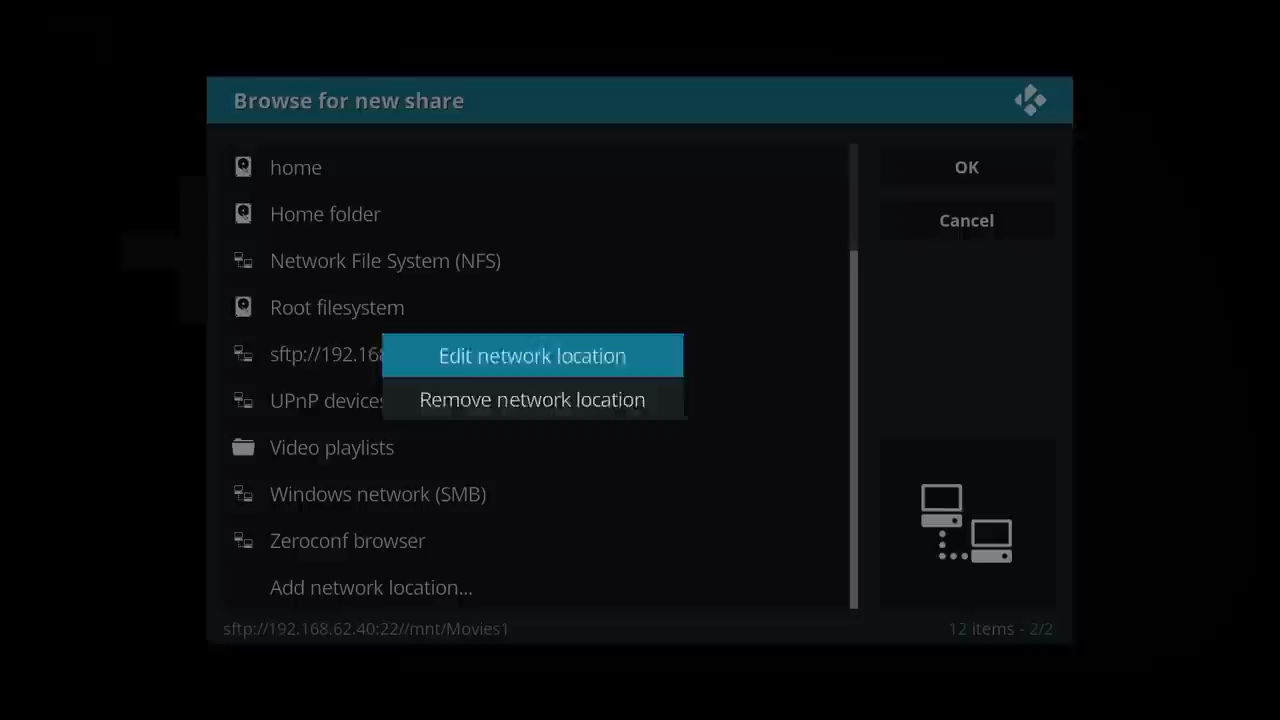 Browse for new share
home
OK
Home folder
Cancel
Network File System (NFS)
Root filesystem
sftp://192.168
Edit network location
UPnP devices
Remove network location
Video playlists
Windows network (SMB)
Zeroconf browser
Add network location...
sftp://192.168.62.40:22//mnt/Movies1
12 items - 2/2